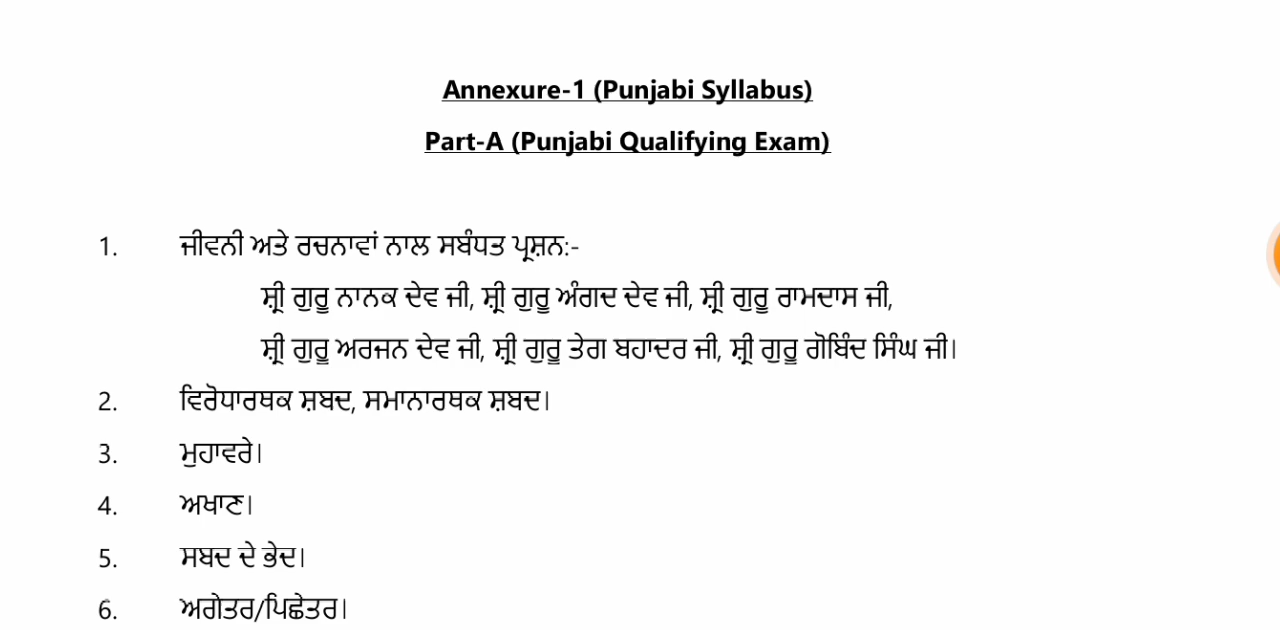 Annexure-1 (Punjabi Syllabus)
Part-A (Punjabi Qualifying Exam)
1. ਜੀਵਨੀ ਅਤੇ ਰਚਨਾਵਾਂ ਨਾਲ ਸਬੰਧਤ ਪ੍ਰਸ਼ਨ:-
ਸ਼੍ਰੀ ਗੁਰੂ ਨਾਨਕ ਦੇਵ ਜੀ, ਸ਼੍ਰੀ ਗੁਰੂ ਅੰਗਦ ਦੇਵ ਜੀ, ਸ਼੍ਰੀ ਗੁਰੂ ਰਾਮਦਾਸ ਜੀ,
ਸ਼੍ਰੀ ਗੁਰੂ ਅਰਜਨ ਦੇਵ ਜੀ, ਸ਼੍ਰੀ ਗੁਰੂ ਤੇਗ ਬਹਾਦਰ ਜੀ, ਸ਼੍ਰੀ ਗੁਰੂ ਗੋਬਿੰਦ ਸਿੰਘ ਜੀ।
2. ਵਿਰੋਧਾਰਥਕ ਸ਼ਬਦ, ਸਮਾਨਾਰਥਕ ਸ਼ਬਦ।
3. ਮੁਹਾਵਰੇ।
4. ਅਖਾਣ।
5. ਸਬਦ ਦੇ ਭੇਦ।
6. ਅਗੇਤਰ/ਪਿਛੇਤਰ।